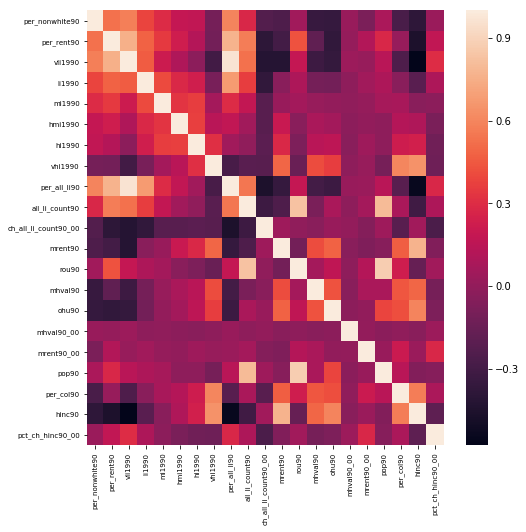 per_nonwhite90
per_rent90
vli1990
li1990
mi1990
hmi1990
hi1990
vhi1990
per_all_li90
all_li_count90
ch_all_li_count90_00
mrent90
rou90
mhval90
ohu90
mhval90_00
mrent90_00
pop90
per_col90
hinc90
pct_ch_hinc90_00
per_nonwhite90
per_rent90
vli1990
li1990
mi1990
hmi1990
hi1990
vhi1990
per_all_li90
all_li_count90
ch_all_li_count90_00
mrent90
rou90
mhval90
ohu90
mhval90_00
mrent90_00
pop90
per_col90
hinc90
pct_ch_hinc90_00
0.9
0.6
0.3
0.0
−0.3